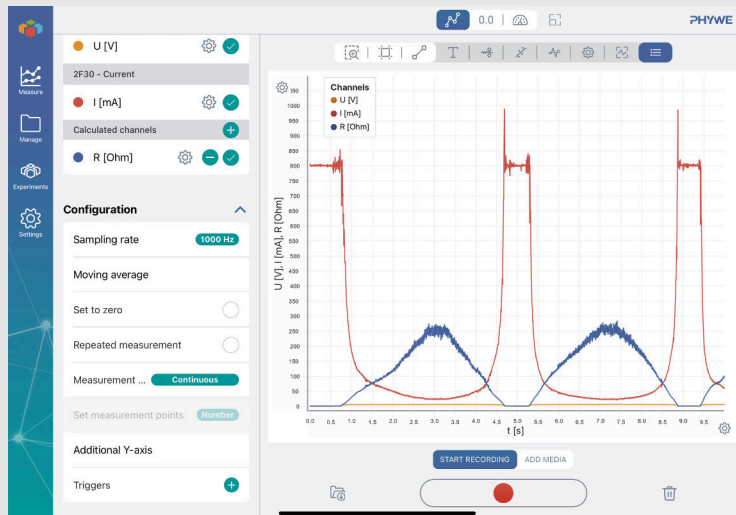 0.0
PHYWE
U [V]
2F30 - Current
I [mA]
Calculated channels
R [Ohm]
Measure
Manage
Experiments
Settings
Configuration
Sampling rate 1000 Hz
Moving average
Set to zero
Repeated measurement
Measurement ... Continuous
Set measurement points Number
Additional Y-axis
Triggers
T
Channels
U [V]
I [mA]
R [Ohm]
1000
950
900
850
800
750
700
650
600
550
500
450
400
350
300
250
200
150
100
50
0
U [V], I [mA], R [Ohm]
0.0 0.5 1.0 1.5 2.0 2.5 3.0 3.5 4.0 4.5 5.0 5.5 6.0 6.5 7.0 7.5 8.0 8.5 9.0 9.5
t [s]
START RECORDING ADD MEDIA